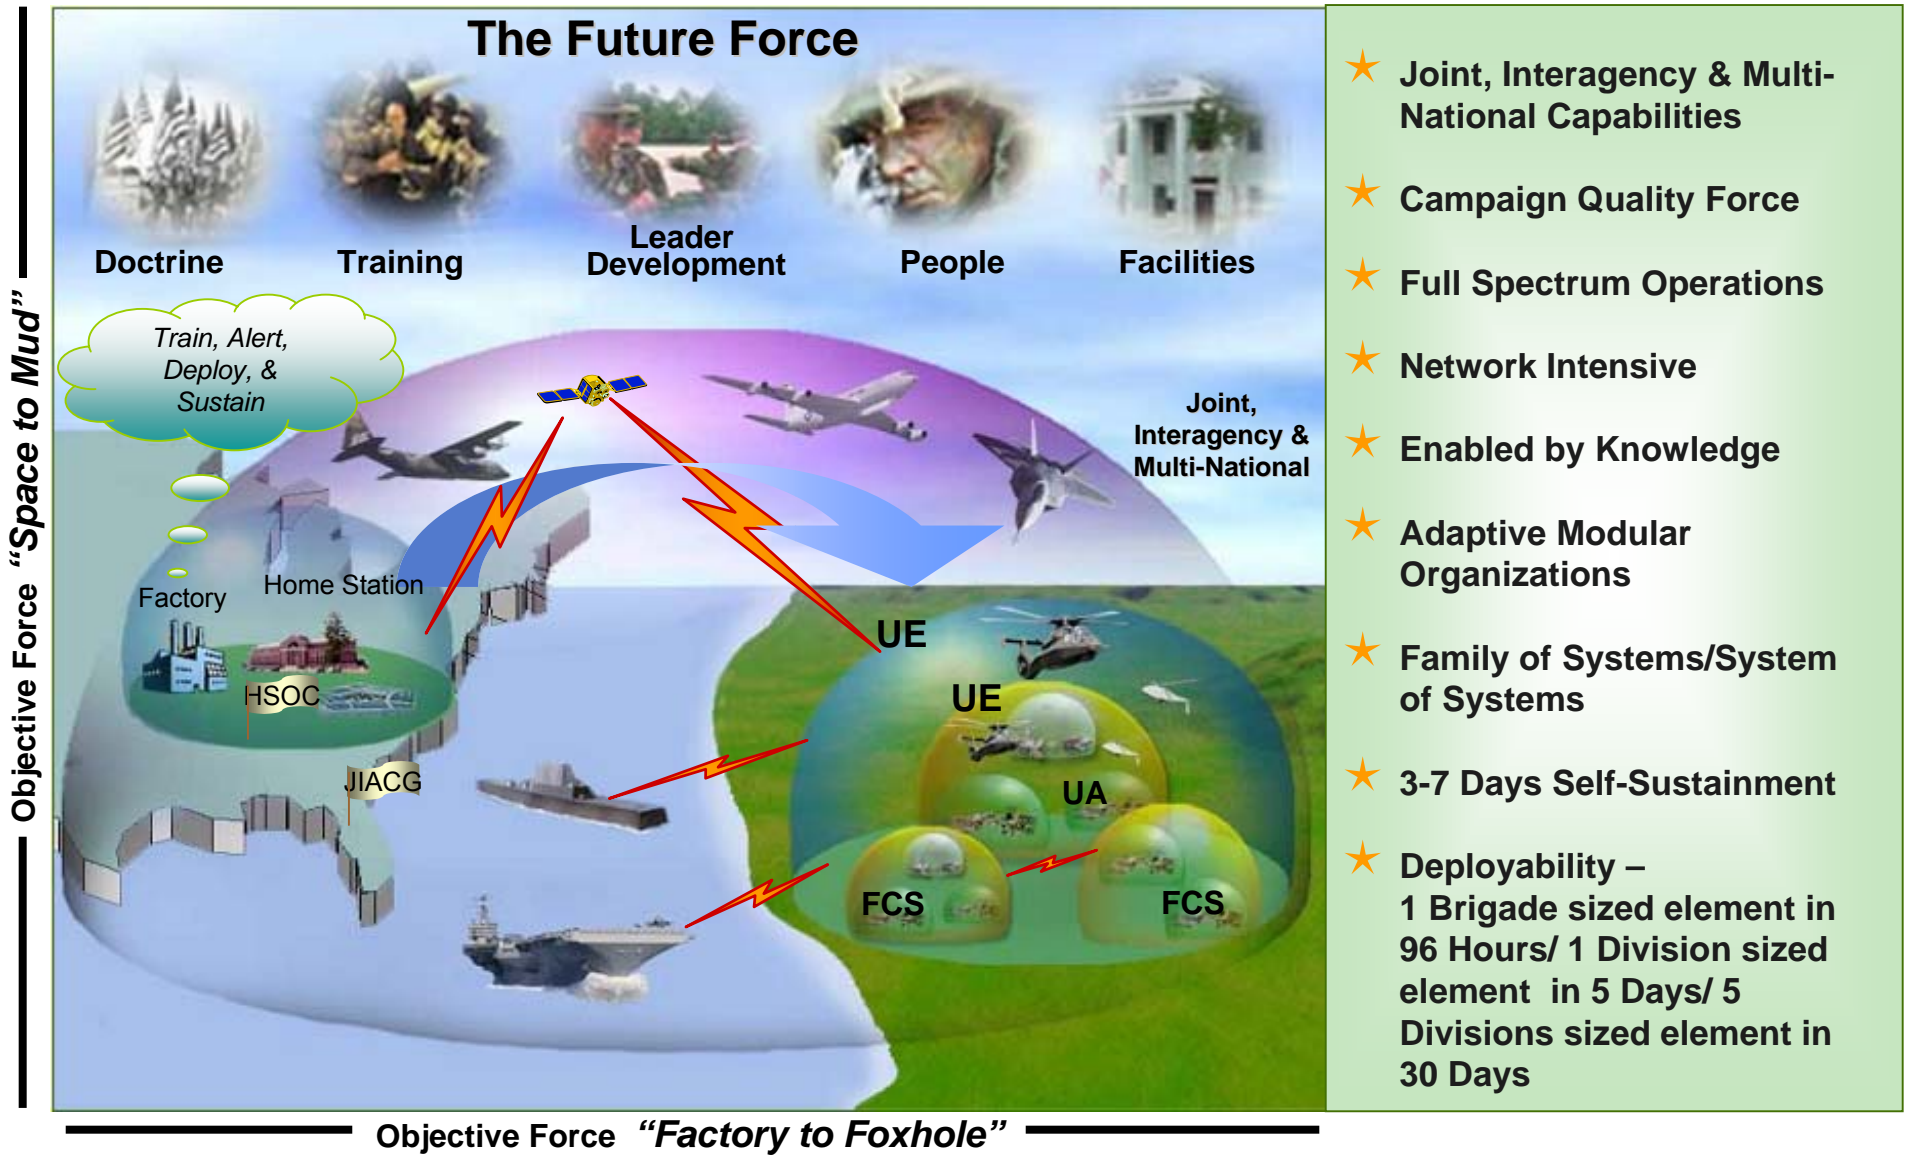 The Future Force
Doctrine
Training
Leader
Development
People
Facilities
Train, Alert,
Deploy, &
Sustain
Joint,
Interagency &
Multi-National
Factory
Home Station
HSOC
JIACG
UE
UE
UA
FCS
FCS
Objective Force “Space to Mud”
Objective Force “Factory to Foxhole”
Joint, Interagency & Multi-
National Capabilities
Campaign Quality Force
Full Spectrum Operations
Network Intensive
Enabled by Knowledge
Adaptive Modular
Organizations
Family of Systems/System
of Systems
3-7 Days Self-Sustainment
Deployability –
1 Brigade sized element in
96 Hours/ 1 Division sized
element in 5 Days/ 5
Divisions sized element in
30 Days